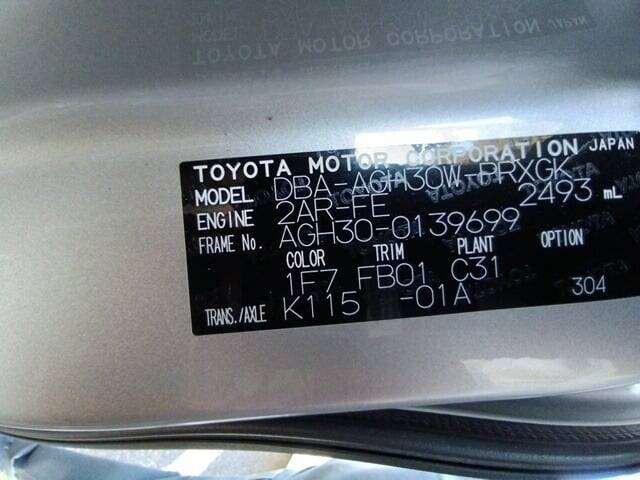 TOYOTA MOTOR CORPORATION JAPAN
TOYOTA MOTOR CORPORATION JAPAN
MODEL DBA-AGH30W-PRXGK
ENGINE 2AR-FE 2493 mL
FRAME No. AGH30-0139699
COLOR TRIM PLANT OPTION
1F7 FB01 C31
TRANS./AXLE K115 -01A 304